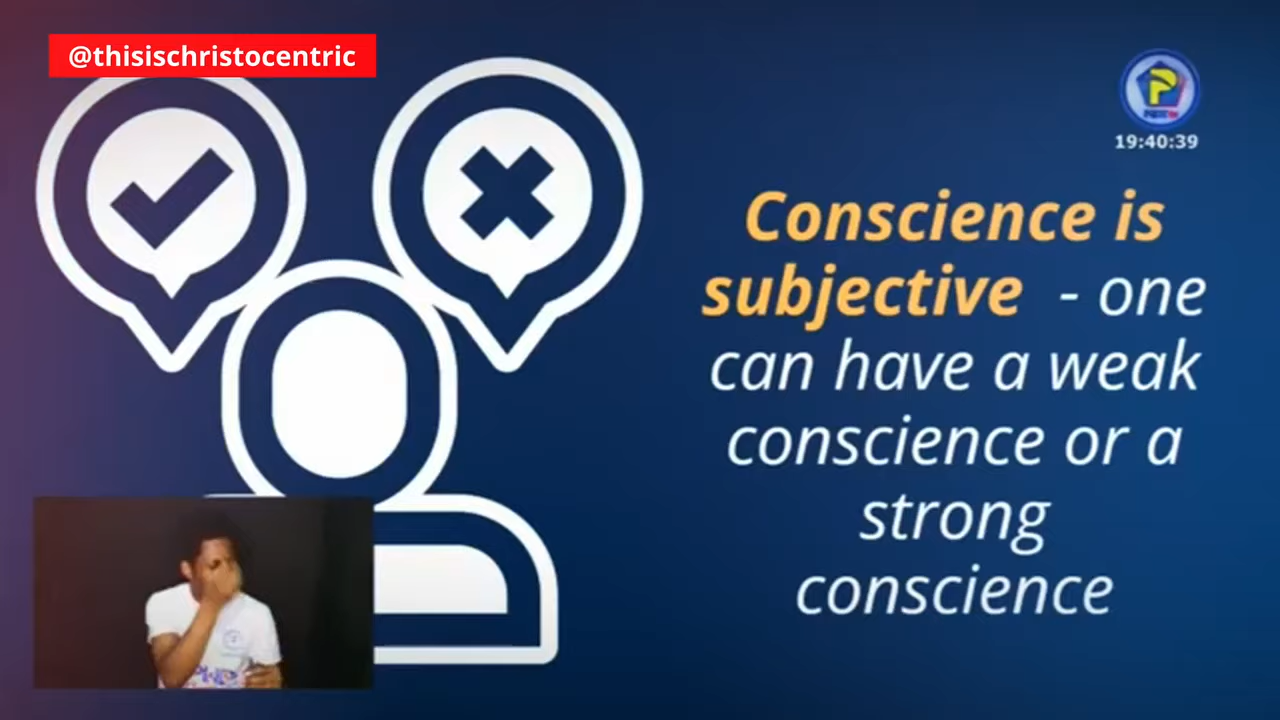 @thisischristocentric
19:40:39
Conscience is
subjective - one
can have a weak
conscience or a
strong
conscience